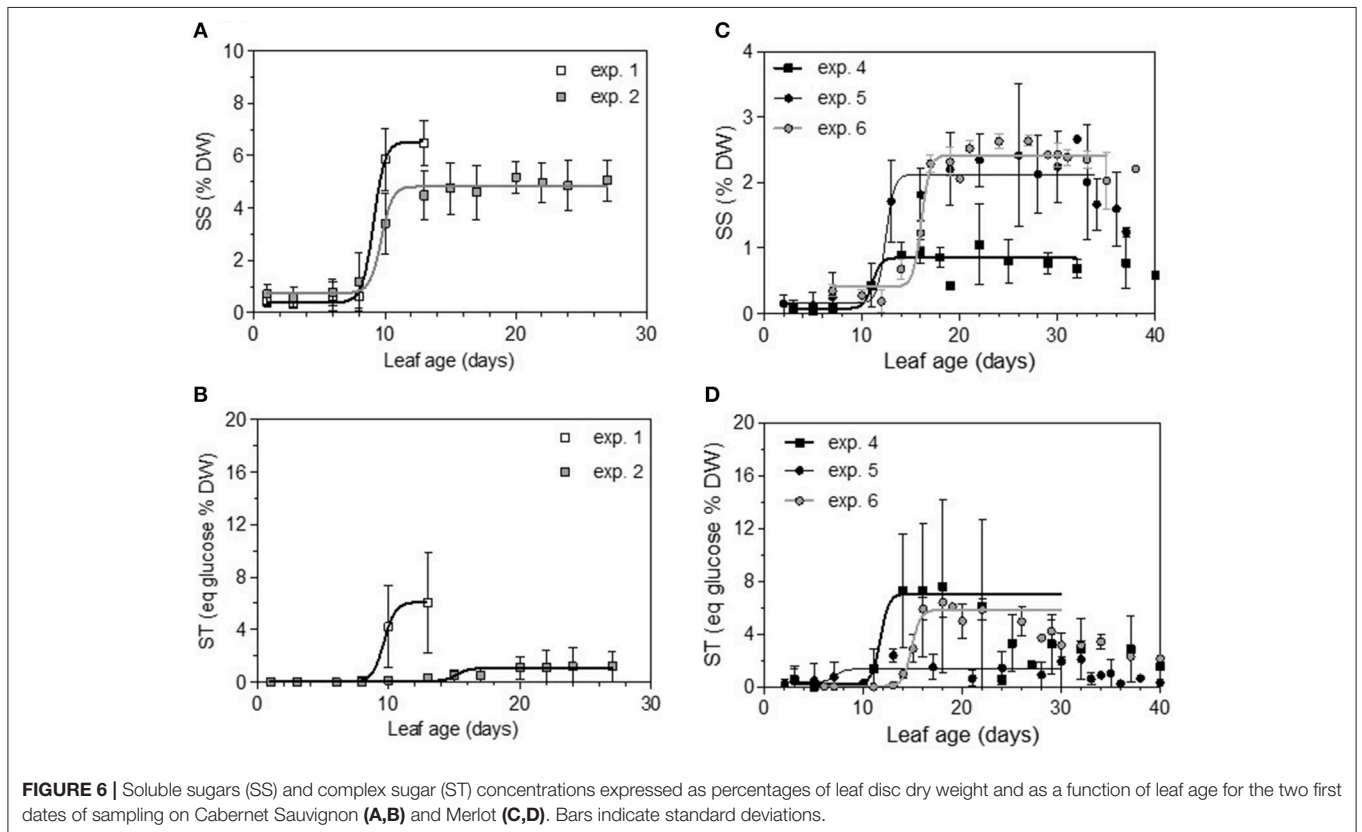 A
SS (% DW)
10
8
6
4
2
0
0 10 20 30
Leaf age (days)
exp. 1
exp. 2
C
SS (% DW)
4
3
2
1
0
0 10 20 30 40
Leaf age (days)
exp. 4
exp. 5
exp. 6
B
ST (eq glucose % DW)
20
16
12
8
4
0
0 10 20 30
Leaf age (days)
exp. 1
exp. 2
D
ST (eq glucose % DW)
20
16
12
8
4
0
0 10 20 30 40
Leaf age (days)
exp. 4
exp. 5
exp. 6
FIGURE 6 | Soluble sugars (SS) and complex sugar (ST) concentrations expressed as percentages of leaf disc dry weight and as a function of leaf age for the two first
dates of sampling on Cabernet Sauvignon (A,B) and Merlot (C,D). Bars indicate standard deviations.